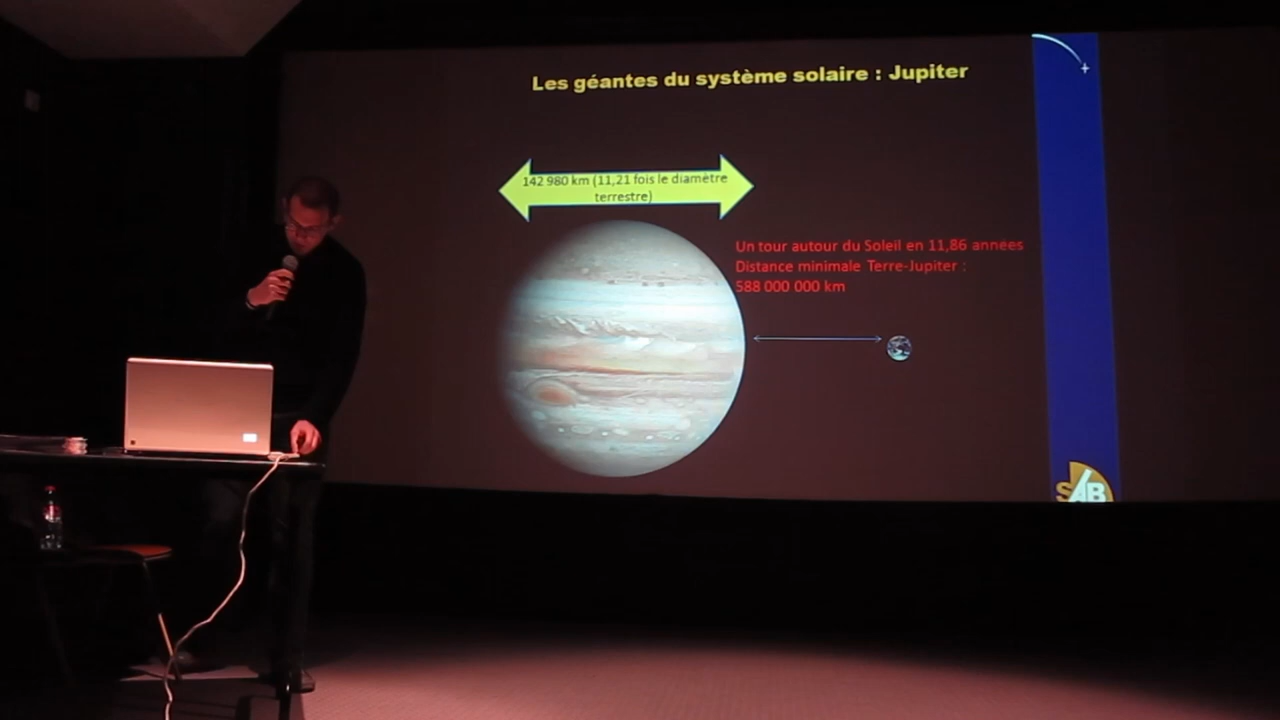 Les géantes du système solaire : Jupiter
142 980 km (11,21 fois le diamètre
terrestre)
Un tour autour du Soleil en 11,86 années
Distance minimale Terre-Jupiter :
588 000 000 km
SAB